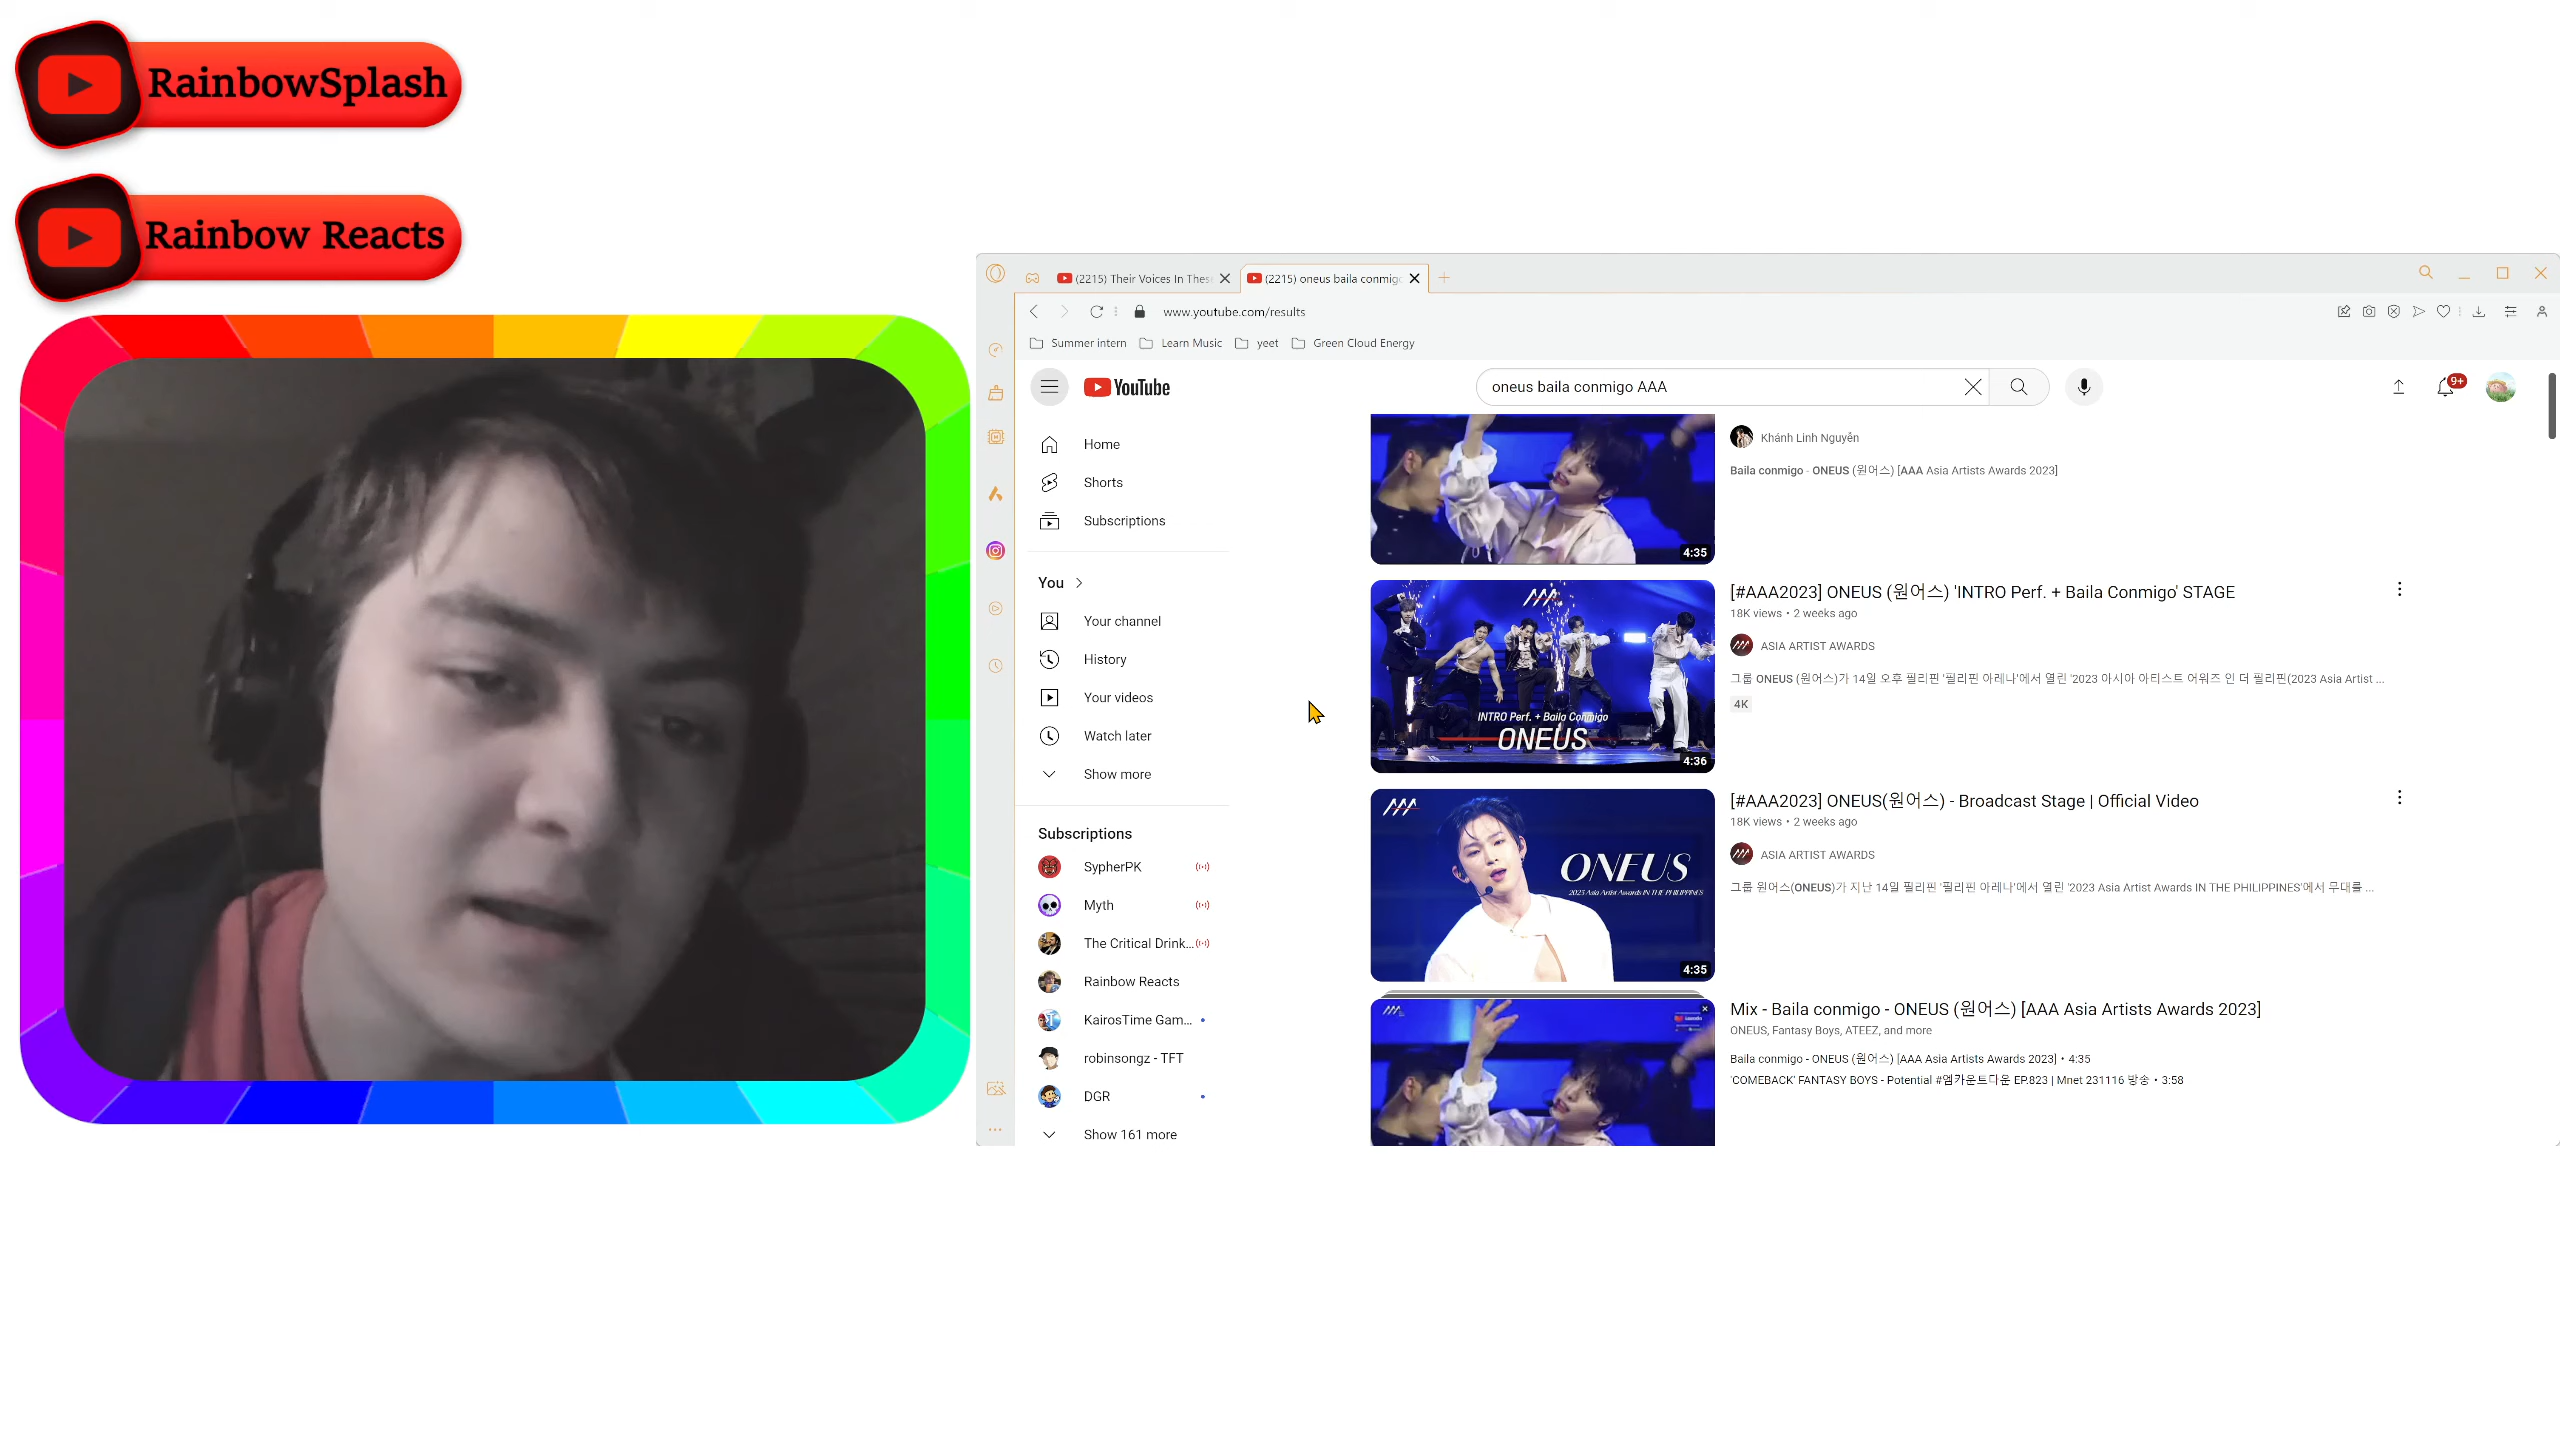 RainbowSplash
Rainbow Reacts
(2215) Their Voices In Thes
(2215) oneus baila conmig
www.youtube.com/results
Summer intern
Learn Music
yeet
Green Cloud Energy
YouTube
oneus baila conmigo AAA
9+
Home
Shorts
Subscriptions
You
Your channel
History
Your videos
Watch later
Show more
Subscriptions
SypherPK
Myth
The Critical Drink...
Rainbow Reacts
KairosTime Gam...
robinsongz - TFT
DGR
Show 161 more
4:35
Khánh Linh Nguyễn
Baila conmigo - ONEUS (원어스) [AAA Asia Artists Awards 2023]
INTRO Perf. + Baila Conmigo
ONEUS
4:36
[#AAA2023] ONEUS (원어스) 'INTRO Perf. + Baila Conmigo' STAGE
18K views • 2 weeks ago
ASIA ARTIST AWARDS
그룹 ONEUS (원어스)가 14일 오후 필리핀 '필리핀 아레나'에서 열린 '2023 아시아 아티스트 어워즈 인 더 필리핀(2023 Asia Artist ...
4K
ONEUS
2023 Asia Artist Awards IN THE PHILIPPINES
4:35
[#AAA2023] ONEUS(원어스) - Broadcast Stage | Official Video
18K views • 2 weeks ago
ASIA ARTIST AWARDS
그룹 원어스(ONEUS)가 지난 14일 필리핀 '필리핀 아레나'에서 열린 '2023 Asia Artist Awards IN THE PHILIPPINES'에서 무대를 ...
Mix - Baila conmigo - ONEUS (원어스) [AAA Asia Artists Awards 2023]
ONEUS, Fantasy Boys, ATEEZ, and more
Baila conmigo - ONEUS (원어스) [AAA Asia Artists Awards 2023] • 4:35
'COMEBACK' FANTASY BOYS - Potential #엠카운트다운 EP.823 | Mnet 231116 방송 • 3:58